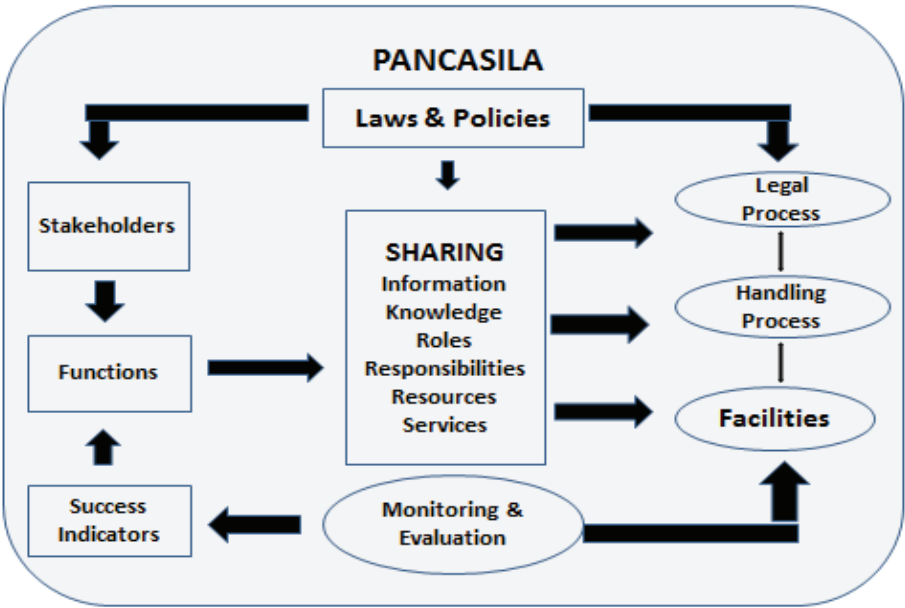 PANCASILA
Laws & Policies
Stakeholders
Functions
Success
Indicators
SHARING
Information
Knowledge
Roles
Responsibilities
Resources
Services
Monitoring &
Evaluation
Legal
Process
Handling
Process
Facilities